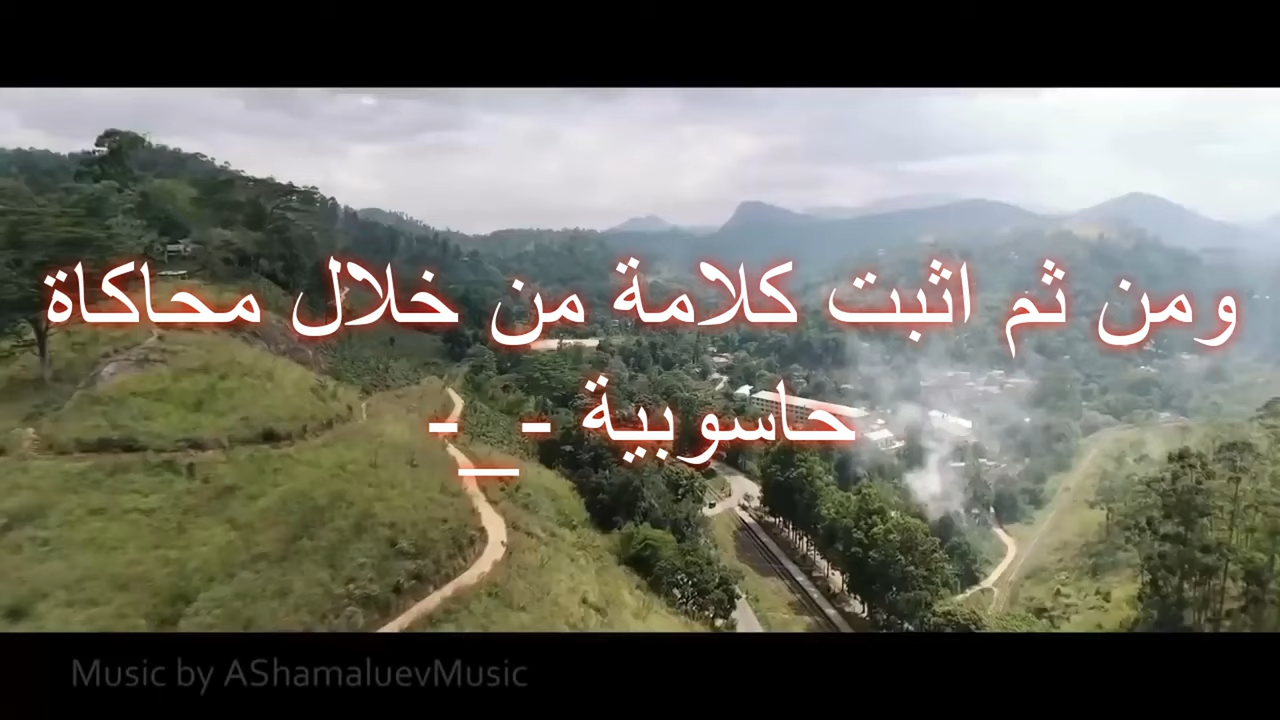 ومن ثم اثبت كلامة من خلال محاكاة
حاسوبية -_-
Music by AShamaluevMusic